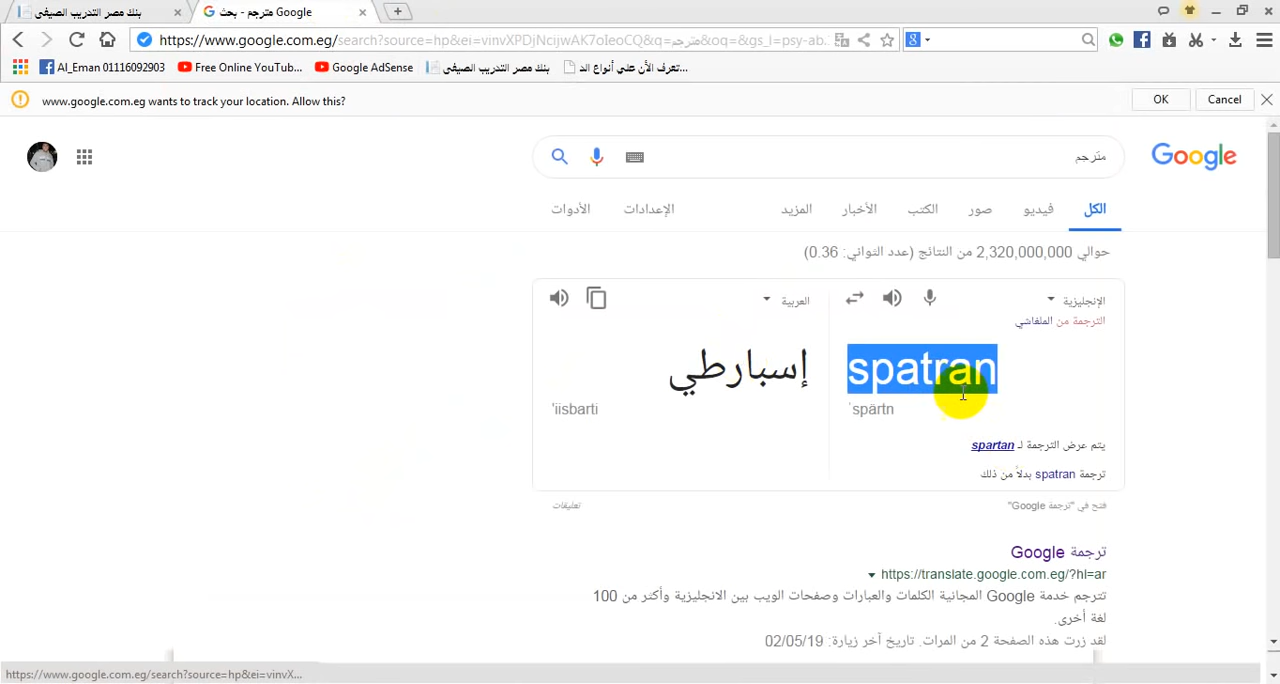 بنك مصر التدريب الصيفى
مترجم - بحث Google
https://www.google.com.eg/search?source=hp&ei=vinvXPDjNcijwAK7oIeoCQ&q=مترجم&oq=&gs_l=psy-ab.
Al_Eman 01116092903
Free Online YouTub...
Google AdSense
بنك مصر التدريب الصيفى
تعرف الأن علي أنواع الد...
www.google.com.eg wants to track your location. Allow this?
OK
Cancel
مترجم
Google
الكل
فيديو
صور
الكتب
الأخبار
المزيد
الإعدادات
الأدوات
حوالي 2,320,000,000 من النتائج (عدد الثواني: 0.36)
الإنجليزية
العربية
الترجمة من الملغاشي
spatran
إسبارطي
ˈspärtn
'iisbarti
يتم عرض الترجمة لـ spartan
ترجمة spatran بدلاً من ذلك
فتح في "ترجمة Google"
تعليقات
ترجمة Google
https://translate.google.com.eg/?hl=ar
تترجم خدمة Google المجانية الكلمات والعبارات وصفحات الويب بين الانجليزية وأكثر من 100
لغة أخرى.
لقد زرت هذه الصفحة 2 من المرات. تاريخ آخر زيارة: 02/05/19
https://www.google.com.eg/search?source=hp&ei=vinvX...